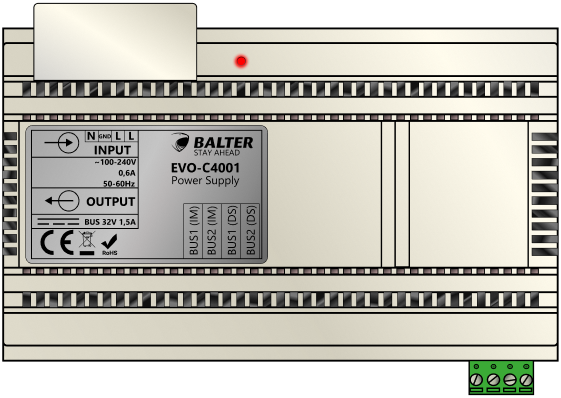 N GND L L
INPUT
~100-240V
0,6A
50-60Hz
OUTPUT
BUS 32V 1,5A
CE
RoHS
BALTER
STAY AHEAD
EVO-C4001
Power Supply
BUS1 (IM)
BUS2 (IM)
BUS1 (DS)
BUS2 (DS)